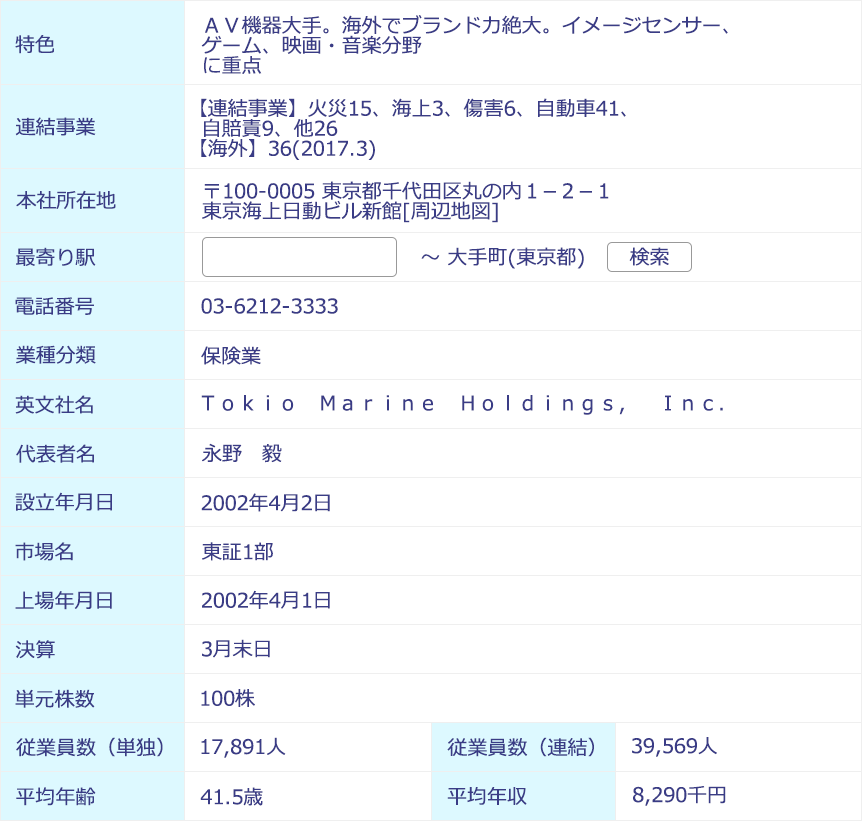 特色
ＡＶ機器大手。海外でブランド力絶大。イメージセンサー、
ゲーム、映画・音楽分野
に重点
連結事業
【連結事業】火災15、海上3、傷害6、自動車41、
自賠責9、他26
【海外】36(2017.3)
本社所在地
〒100-0005 東京都千代田区丸の内１－２－１
東京海上日動ビル新館[周辺地図]
最寄り駅
～ 大手町(東京都)
検索
電話番号
03-6212-3333
業種分類
保険業
英文社名
Ｔｏｋｉｏ　Ｍａｒｉｎｅ　Ｈｏｌｄｉｎｇｓ,　Ｉｎｃ.
代表者名
永野　毅
設立年月日
2002年4月2日
市場名
東証1部
上場年月日
2002年4月1日
決算
3月末日
単元株数
100株
従業員数（単独）
17,891人
従業員数（連結）
39,569人
平均年齢
41.5歳
平均年収
8,290千円